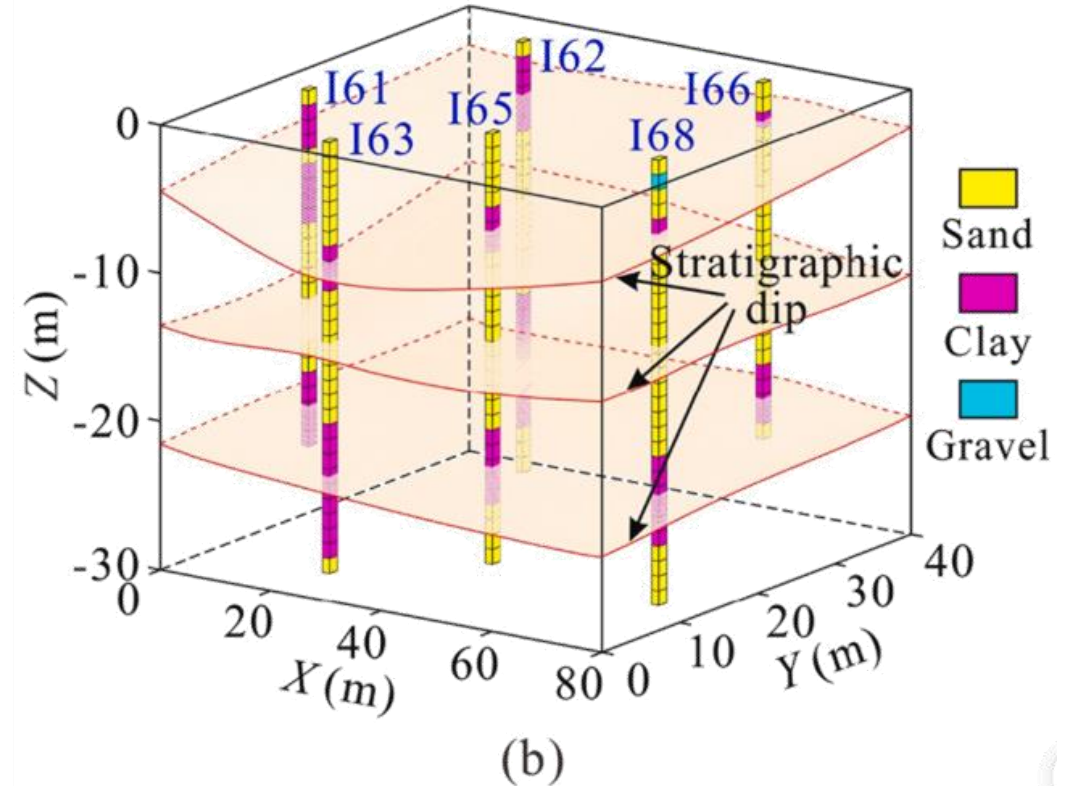 I62
I61
I66
I65
I63
I68
0
Sand
-10
Stratigraphic
dip
Z (m)
Clay
-20
Gravel
-30
0
20
40
60
80
X (m)
0
10
20
30
40
Y (m)
(b)